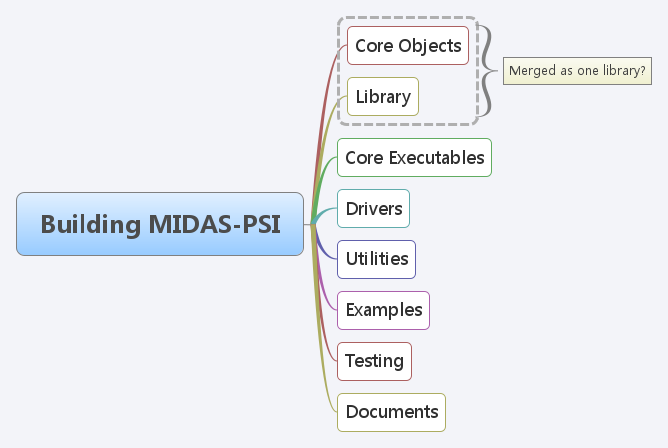 Core Objects
Merged as one library?
Library
Core Executables
Drivers
Building MIDAS-PSI
Utilities
Examples
Testing
Documents